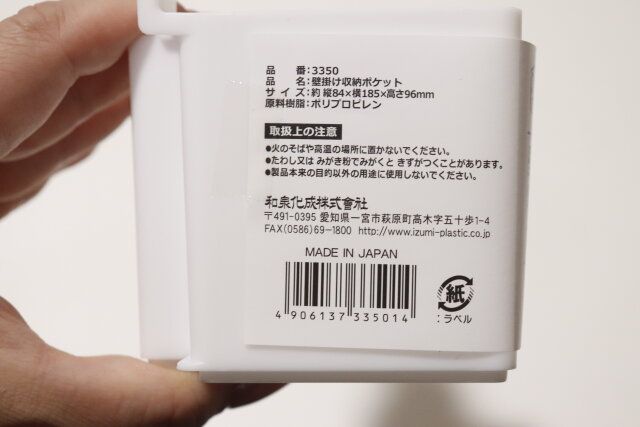 品 番:3350
品 名:壁掛け収納ポケット
サイズ:約 縦84×横185×高さ96mm
原料樹脂:ポリプロピレン
取扱上の注意
●火のそばや高温の場所に置かないでください。
●たわし又は みがき粉でみがくと きずがつくことがあります。
●製品本来の目的以外の用途に使用しないでください。
和泉化成株式會社
〒491-0395 愛知県一宮市萩原町高木字五十歩1-4
FAX(0586)69-1800 http://www.izumi-plastic.co.jp
MADE IN JAPAN
4 906137 335014
紙
:ラベル